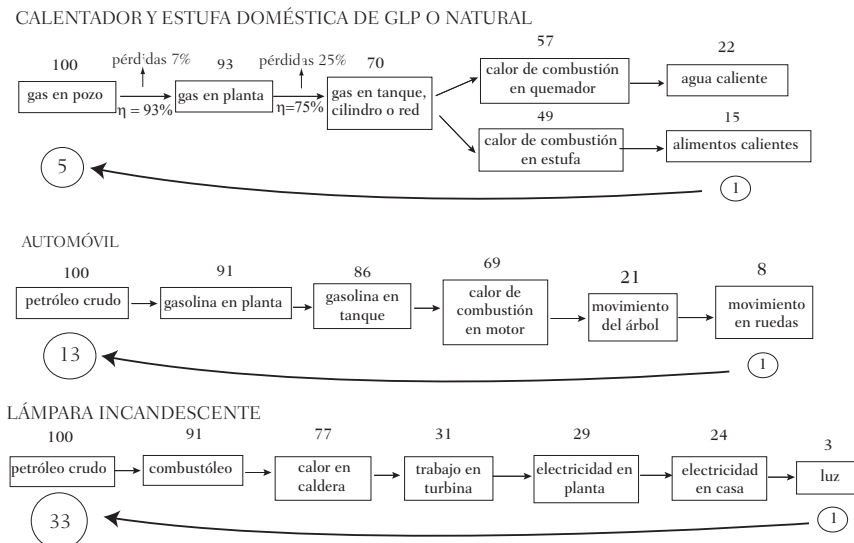 CALENTADOR Y ESTUFA DOMÉSTICA DE GLP O NATURAL
100
pérdidas 7%
93
pérdidas 25%
70
57
22
gas en pozo
η = 93%
gas en planta
η=75%
gas en tanque,
cilindro o red
calor de combustión
en quemador
agua caliente
49
15
calor de combustión
en estufa
alimentos calientes
5
1
AUTOMÓVIL
100
91
86
69
21
8
petróleo crudo
gasolina en planta
gasolina en
tanque
calor de
combustión
en motor
movimiento
del árbol
movimiento
en ruedas
13
1
LÁMPARA INCANDESCENTE
100
91
77
31
29
24
3
petróleo crudo
combustóleo
calor en
caldera
trabajo en
turbina
electricidad en
planta
electricidad
en casa
luz
33
1